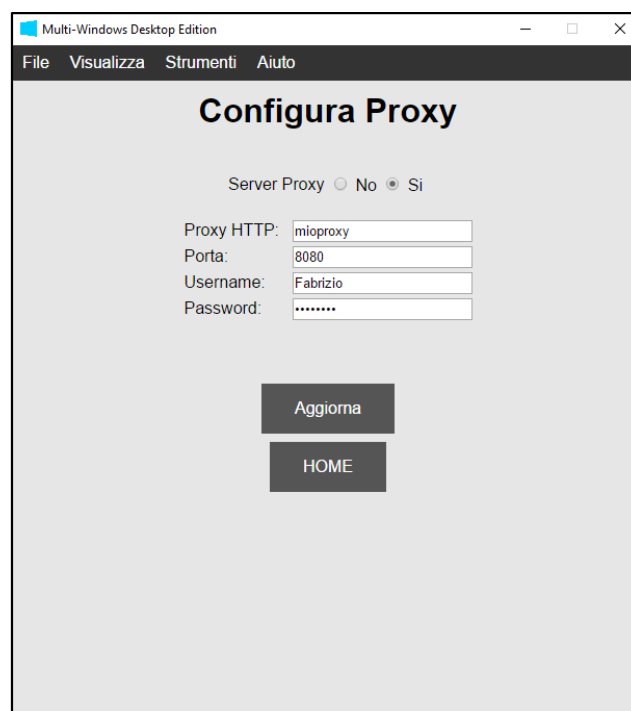 Multi-Windows Desktop Edition
File Visualizza Strumenti Aiuto
Configura Proxy
Server Proxy No Si
Proxy HTTP: mioproxy
Porta: 8080
Username: Fabrizio
Password: ••••••••
Aggiorna
HOME